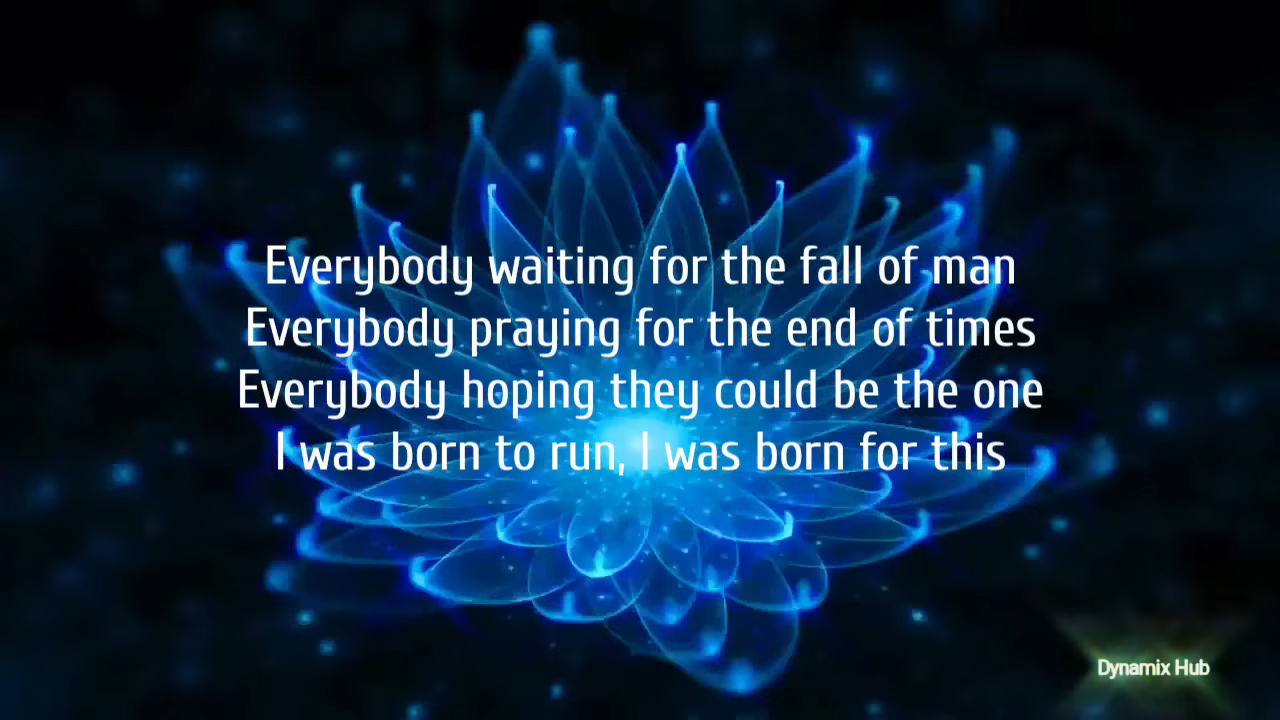 Everybody waiting for the fall of man
Everybody praying for the end of times
Everybody hoping they could be the one
I was born to run, I was born for this
Dynamix Hub